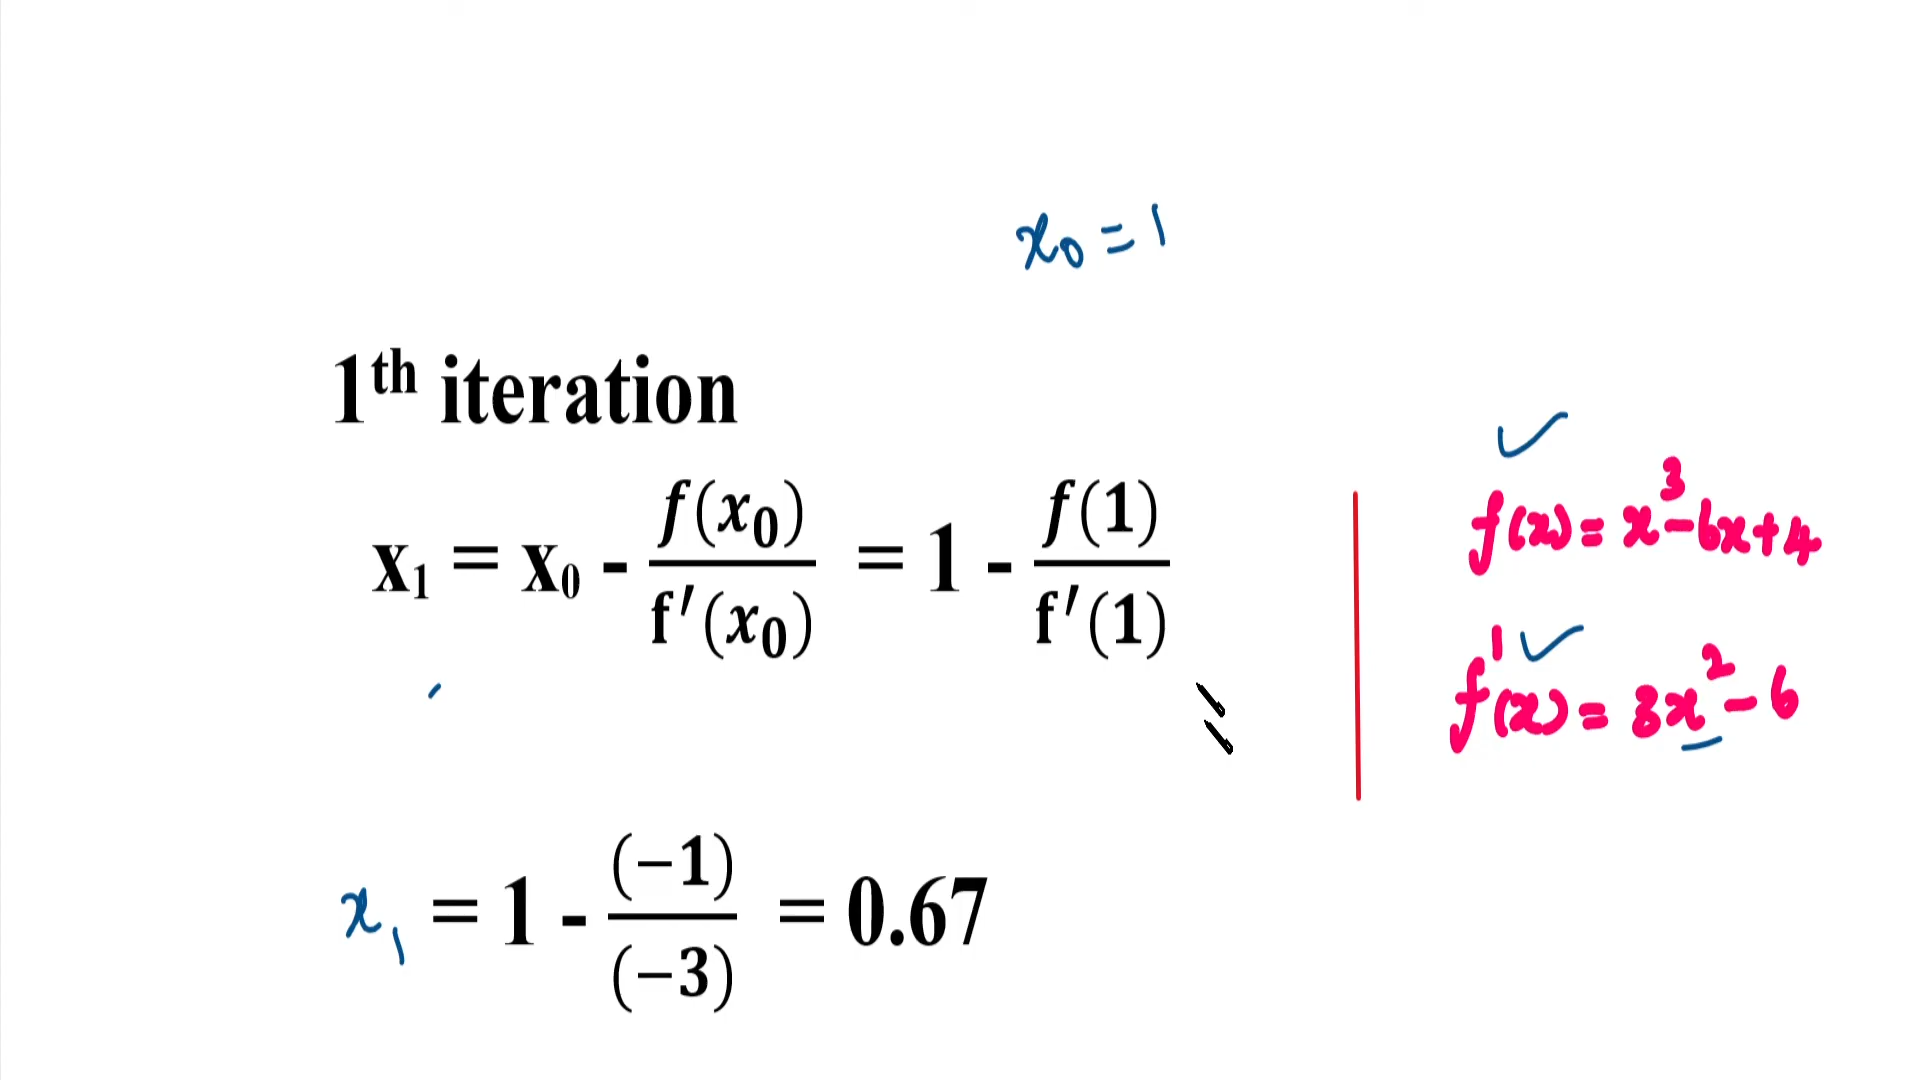 x₀ = 1
1ᵗʰ iteration
x₁ = x₀ - f(x₀)/f′(x₀) = 1 - f(1)/f′(1)
f(x) = x³ - 6x + 4
f'(x) = 3x² - 6
x₁ = 1 - (−1)/(−3) = 0.67